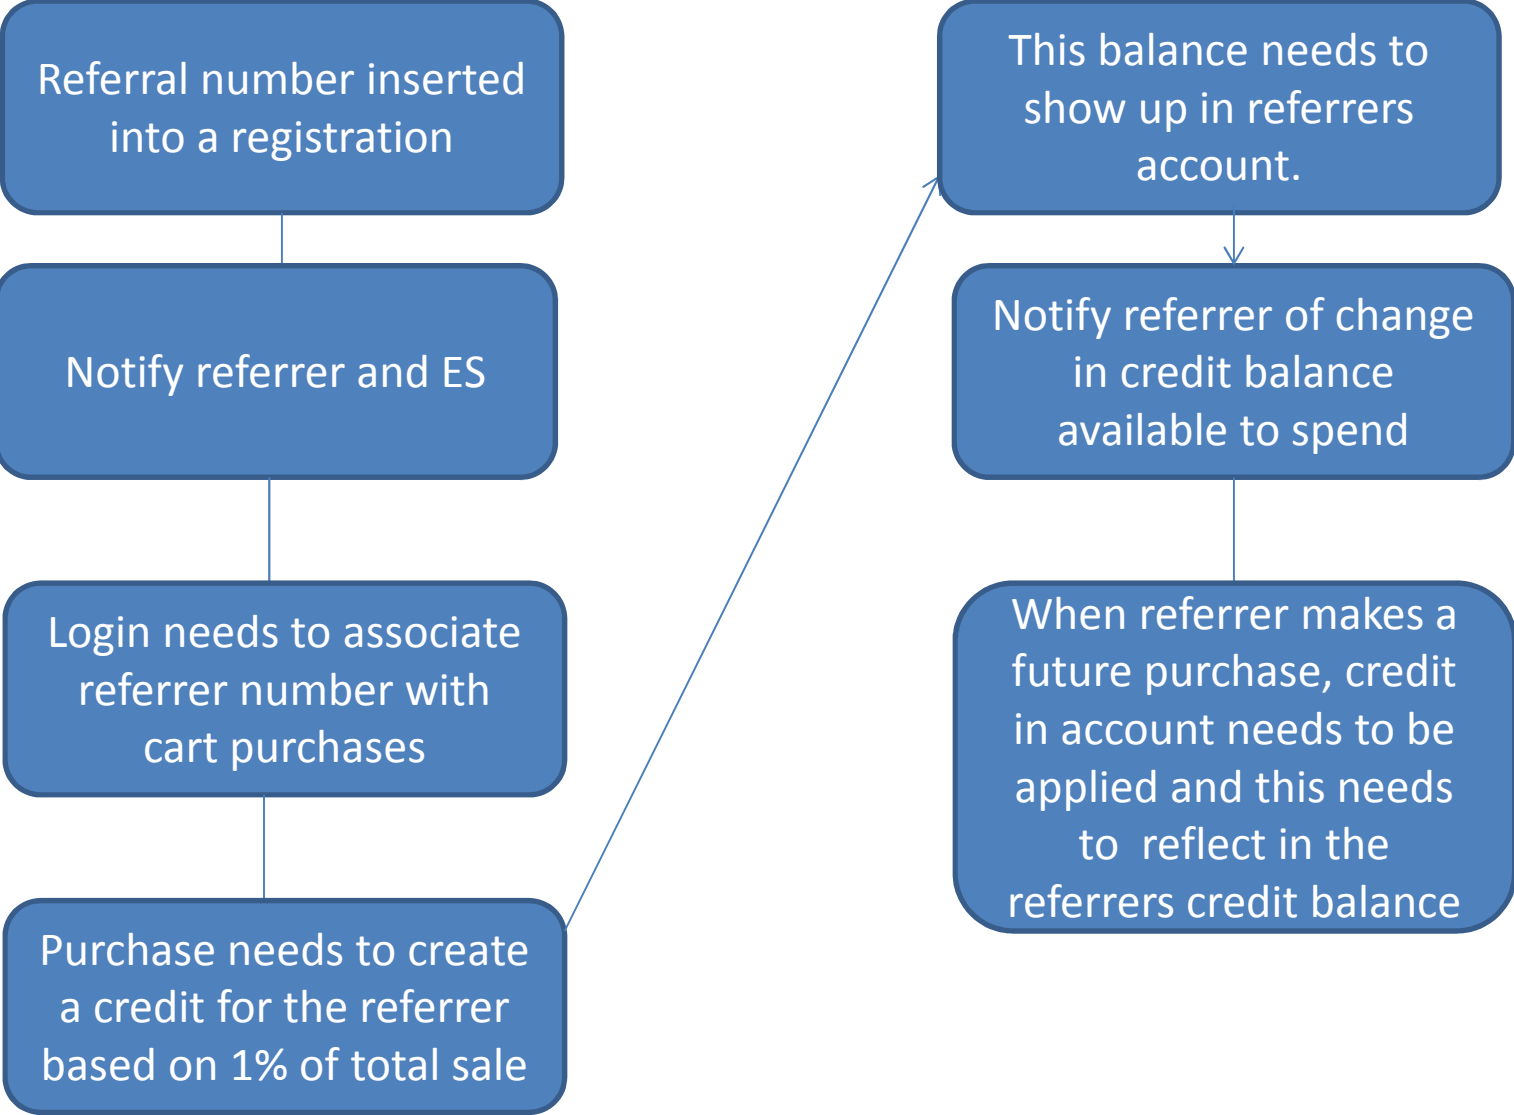 Referral number inserted
into a registration
Notify referrer and ES
Login needs to associate
referrer number with
cart purchases
Purchase needs to create
a credit for the referrer
based on 1% of total sale
This balance needs to
show up in referrers
account.
Notify referrer of change
in credit balance
available to spend
When referrer makes a
future purchase, credit
in account needs to be
applied and this needs
to  reflect in the
referrers credit balance